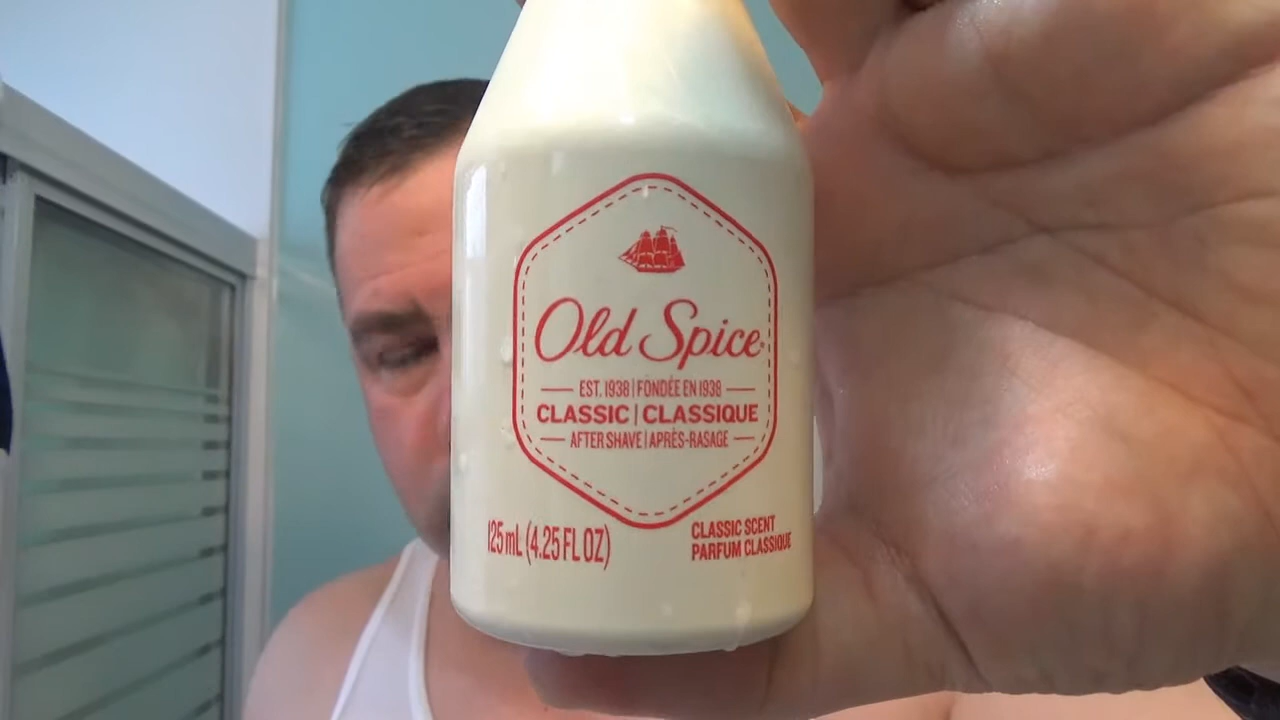 Old Spice
EST. 1938 | FONDÉE EN 1938
CLASSIC | CLASSIQUE
AFTER SHAVE | APRÈS-RASAGE
125 mL (4.25 FL OZ)
CLASSIC SCENT
PARFUM CLASSIQUE